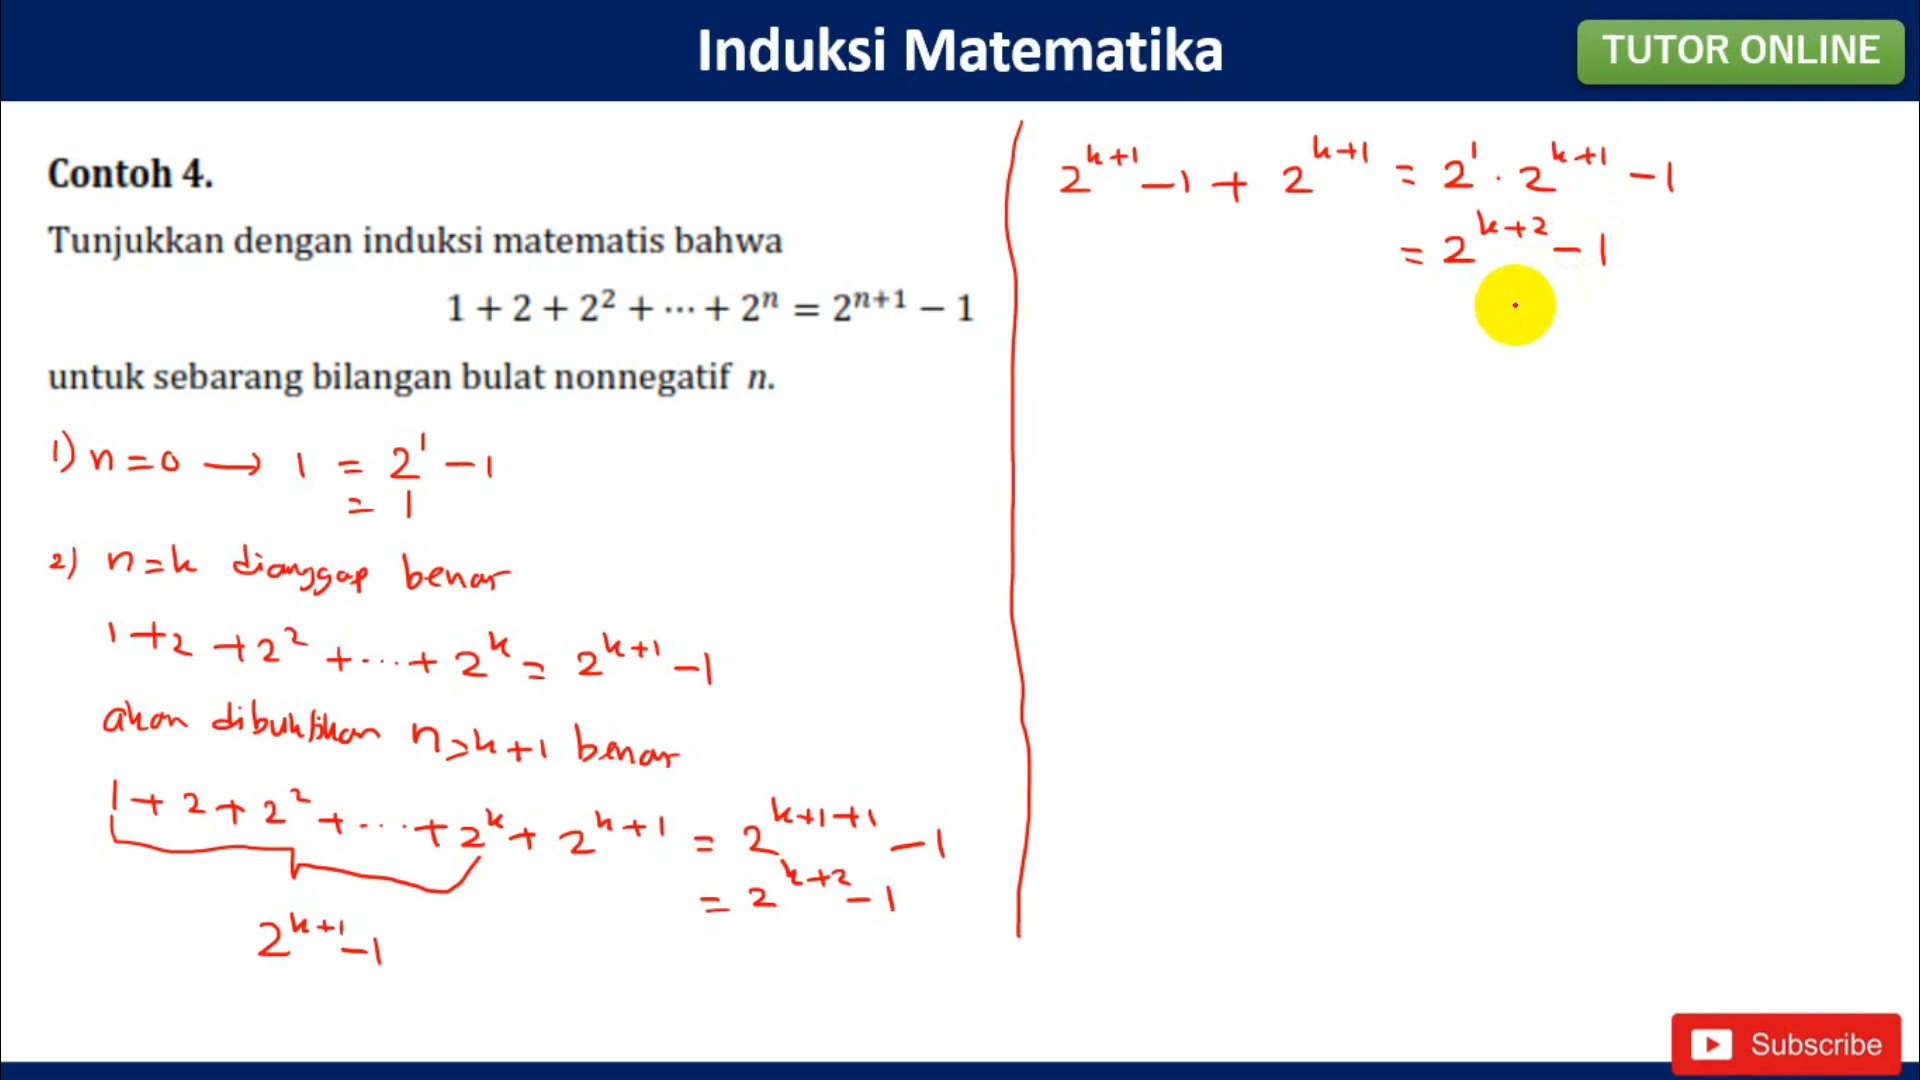 Induksi Matematika
TUTOR ONLINE
Contoh 4.
Tunjukkan dengan induksi matematis bahwa
1 + 2 + 2² + ⋯ + 2ⁿ = 2ⁿ⁺¹ − 1
untuk sebarang bilangan bulat nonnegatif n.
1) n = 0 → 1 = 2¹ − 1
= 1
2) n = k dianggap benar
1 + 2 + 2² + ⋯ + 2ᵏ = 2ᵏ⁺¹ − 1
akan dibuktikan n = k + 1 benar
1 + 2 + 2² + ⋯ + 2ᵏ + 2ᵏ⁺¹ = 2ᵏ⁺¹⁺¹ − 1
= 2ᵏ⁺² − 1
2ᵏ⁺¹ − 1
2ᵏ⁺¹ − 1 + 2ᵏ⁺¹ = 2¹ · 2ᵏ⁺¹ − 1
= 2ᵏ⁺² − 1
Subscribe